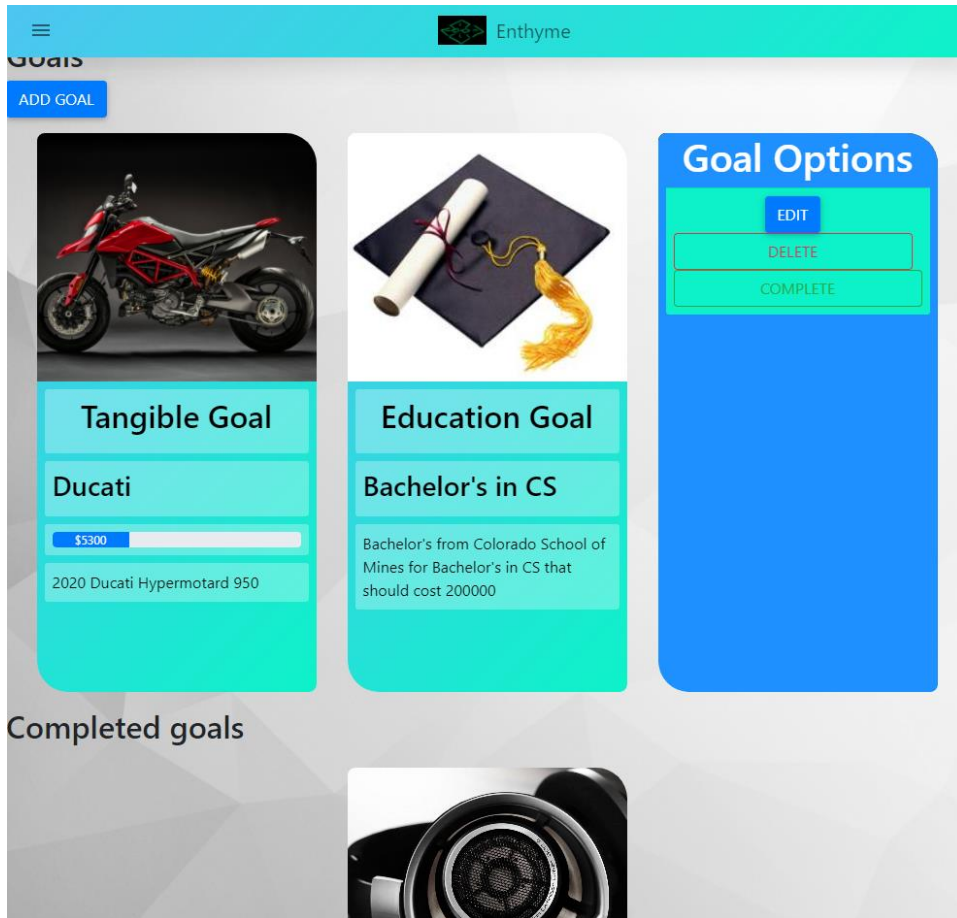 Enthyme
Goals
ADD GOAL
Tangible Goal
Ducati
$5300
2020 Ducati Hypermotard 950
Education Goal
Bachelor's in CS
Bachelor's from Colorado School of
Mines for Bachelor's in CS that
should cost 200000
Goal Options
EDIT
DELETE
COMPLETE
Completed goals